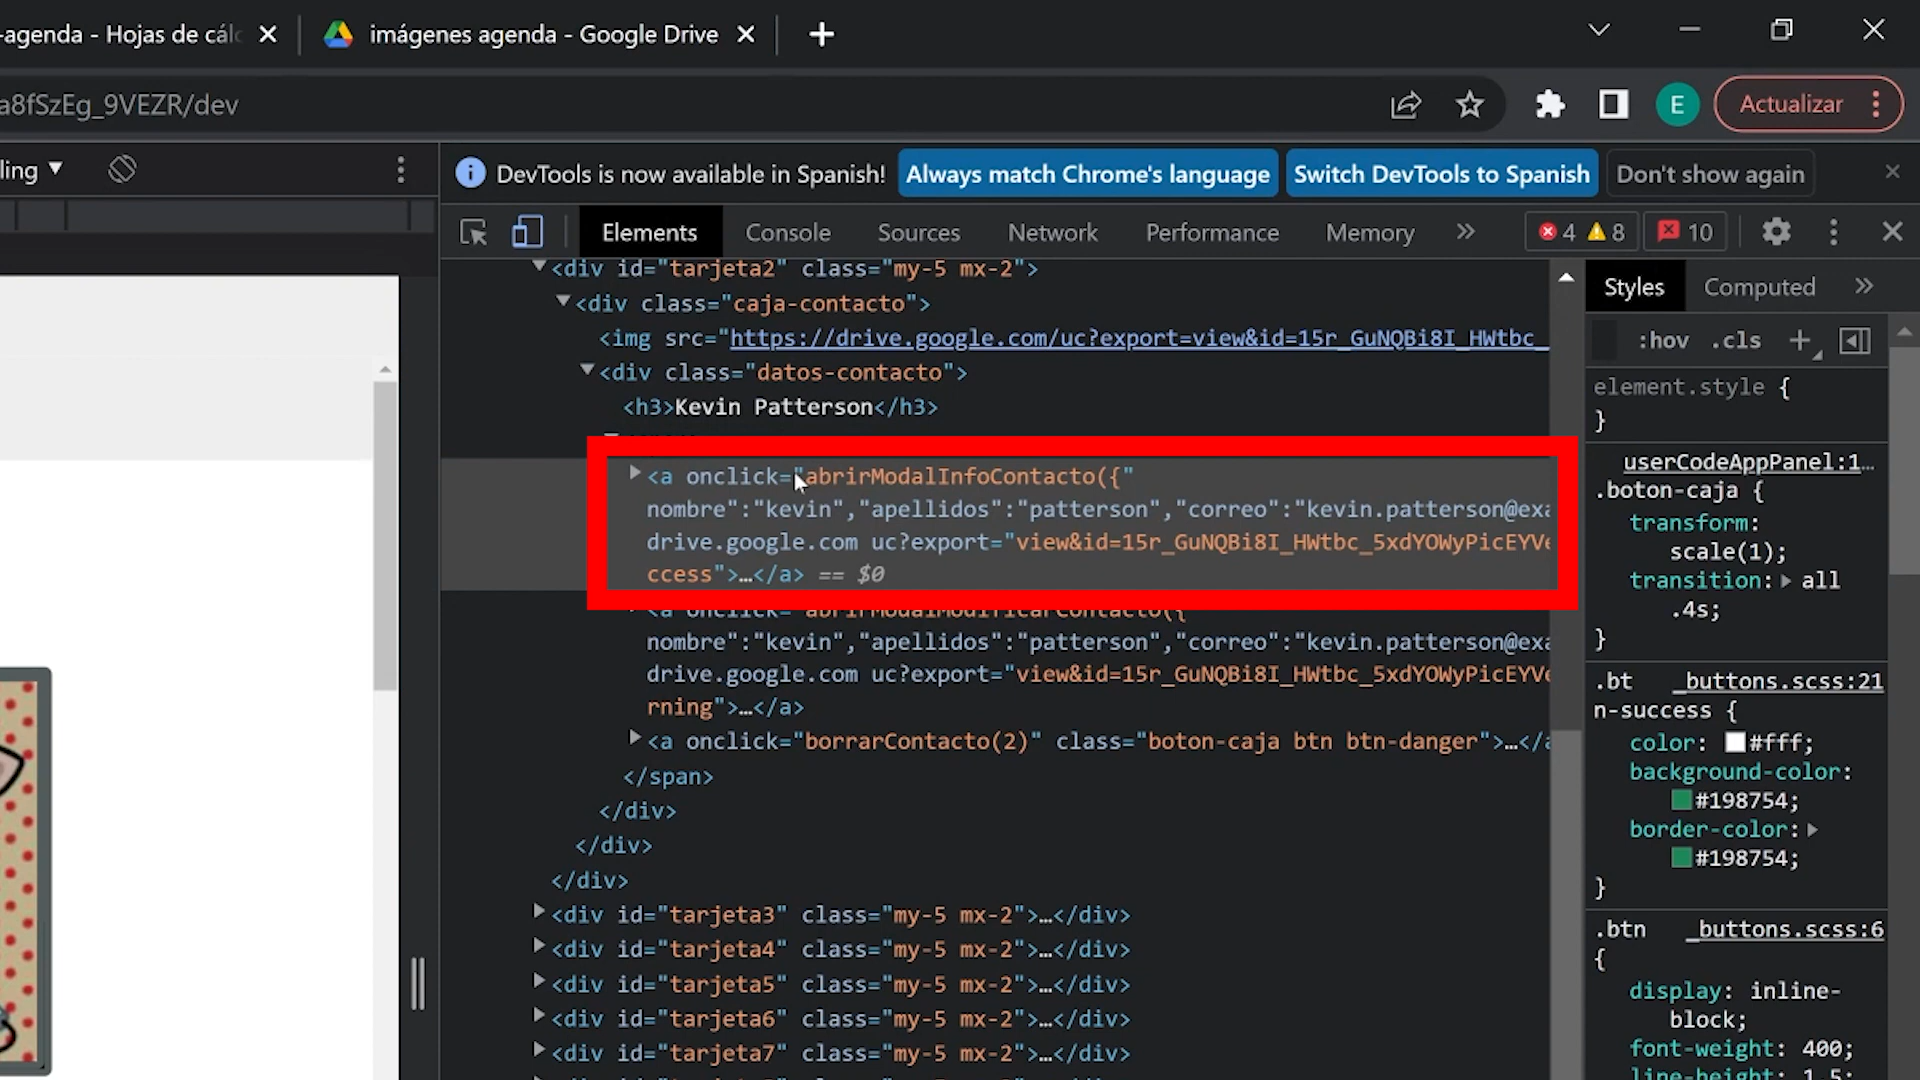 -agenda - Hojas de cálc
imágenes agenda - Google Drive
a8fSzEg_9VEZR/dev
E
Actualizar
ling
DevTools is now available in Spanish!
Always match Chrome's language
Switch DevTools to Spanish
Don't show again
Elements
Console
Sources
Network
Performance
Memory
4
8
10
<div id="tarjeta2" class="my-5 mx-2">
<div class="caja-contacto">
<img src="https://drive.google.com/uc?export=view&id=15r_GuNQBi8I_HWtbc_
<div class="datos-contacto">
<h3>Kevin Patterson</h3>
<a onclick="abrirModalInfoContacto({"
nombre":"kevin","apellidos":"patterson","correo":"kevin.patterson@exa
drive.google.com uc?export="view&id=15r_GuNQBi8I_HWtbc_5xdYOWyPicEYVe
ccess">…</a> == $0
<a onclick="abrirModalModificarContacto({
nombre":"kevin","apellidos":"patterson","correo":"kevin.patterson@exa
drive.google.com uc?export="view&id=15r_GuNQBi8I_HWtbc_5xdYOWyPicEYVe
rning">…</a>
<a onclick="borrarContacto(2)" class="boton-caja btn btn-danger">…</a
</span>
</div>
</div>
</div>
<div id="tarjeta3" class="my-5 mx-2">…</div>
<div id="tarjeta4" class="my-5 mx-2">…</div>
<div id="tarjeta5" class="my-5 mx-2">…</div>
<div id="tarjeta6" class="my-5 mx-2">…</div>
<div id="tarjeta7" class="my-5 mx-2">…</div>
Styles
Computed
:hov .cls
element.style {
}
userCodeAppPanel:1…
.boton-caja {
transform:
scale(1);
transition: all
.4s;
}
.bt _buttons.scss:21
n-success {
color: #fff;
background-color:
#198754;
border-color:
#198754;
}
.btn _buttons.scss:6
{
display: inline-
block;
font-weight: 400;
line-height: 1.5;